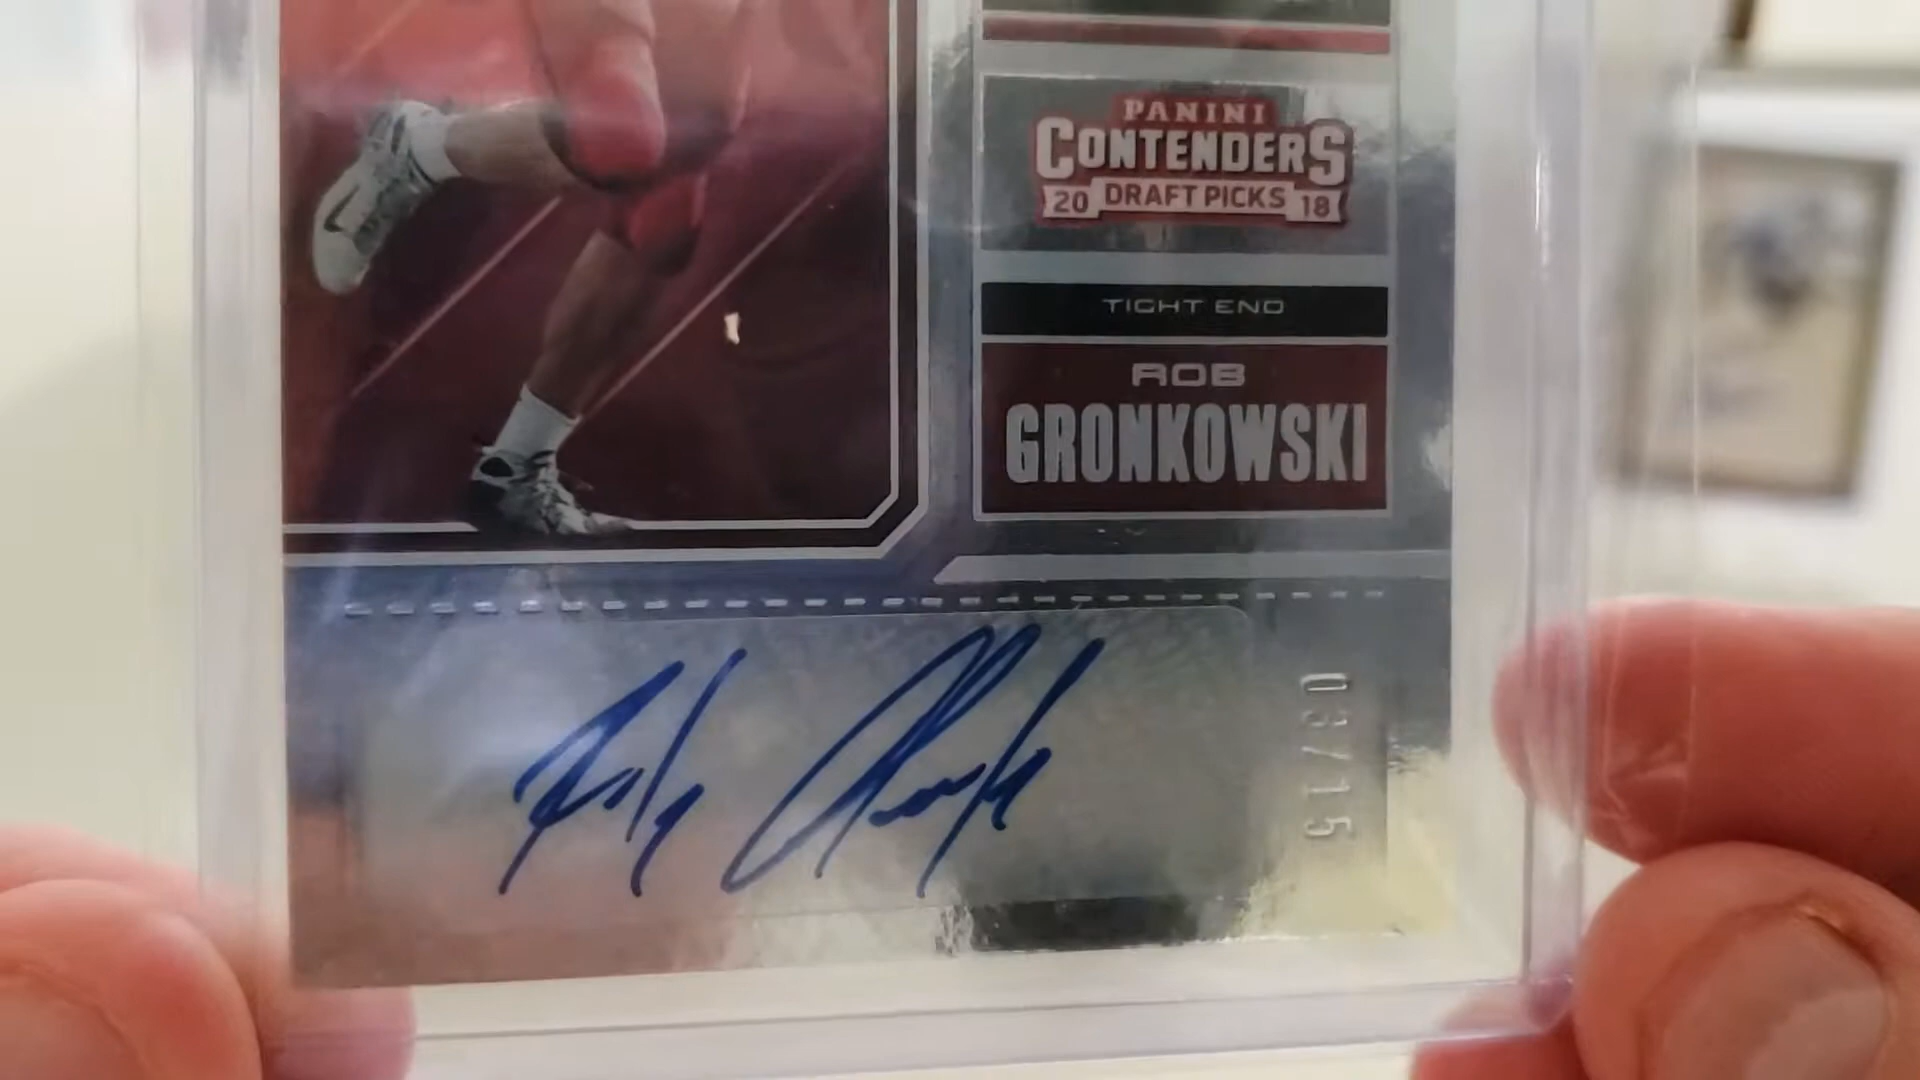 PANINI
CONTENDERS
20 DRAFT PICKS 18
TIGHT END
ROB
GRONKOWSKI
03/15